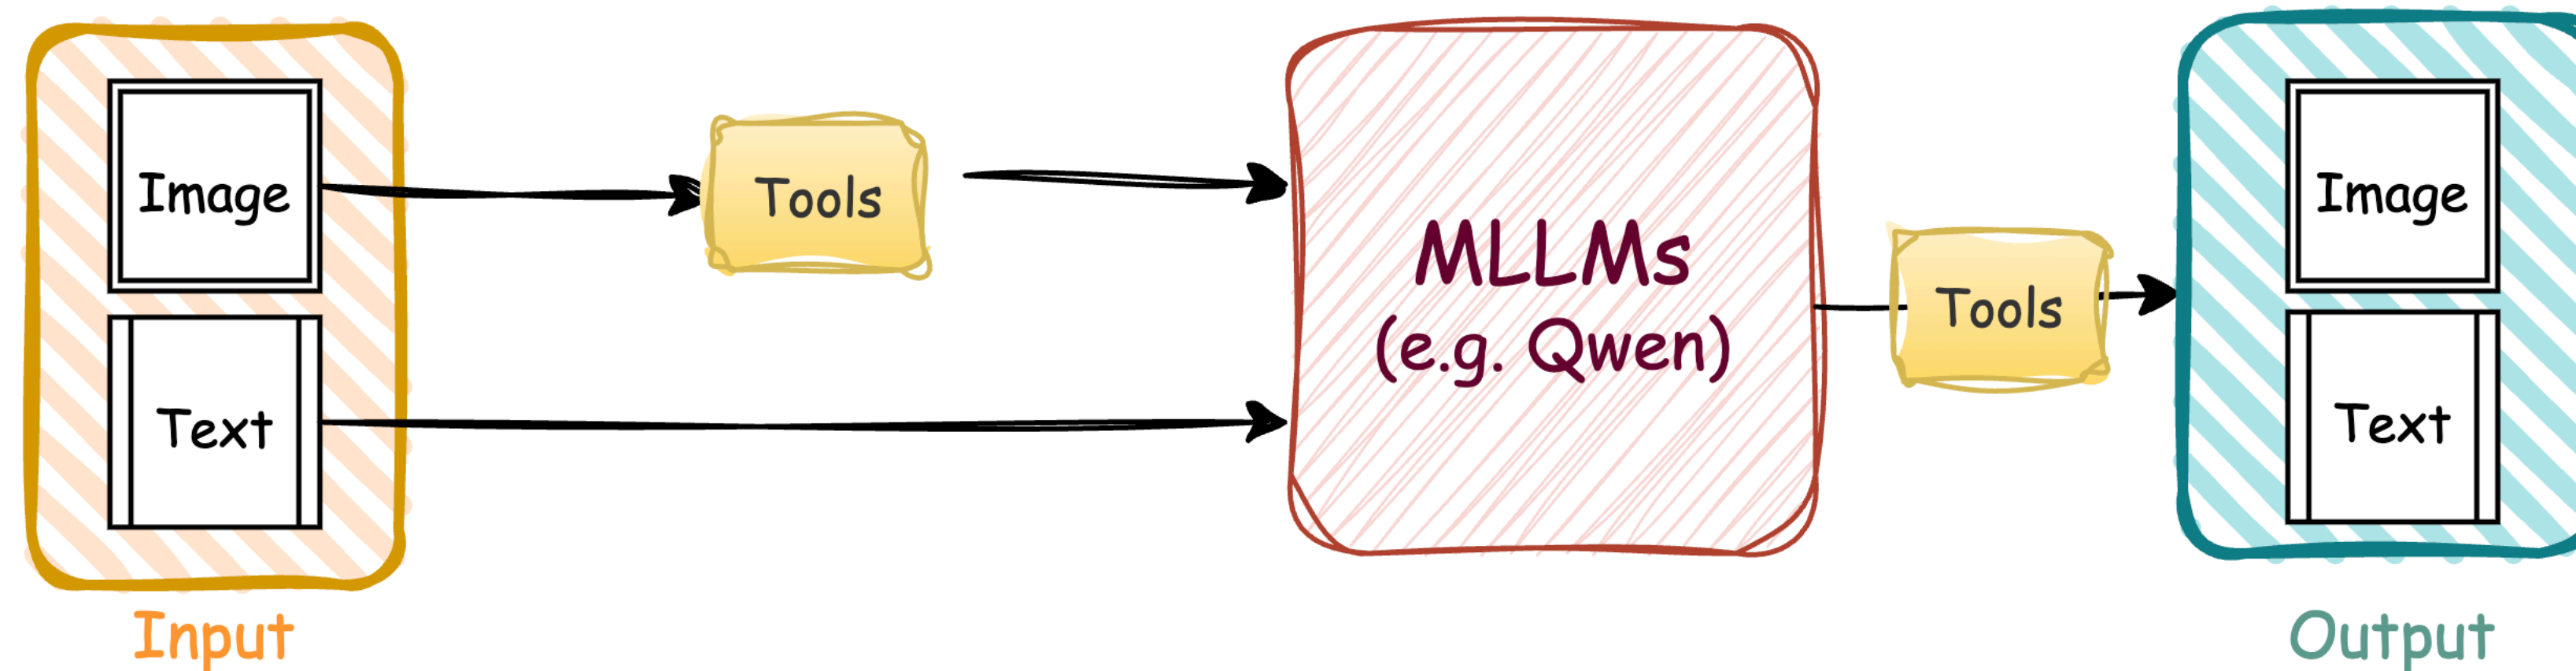 Image
Text
Input
Tools
MLLMs
(e.g. Qwen)
Tools
Image
Text
Output